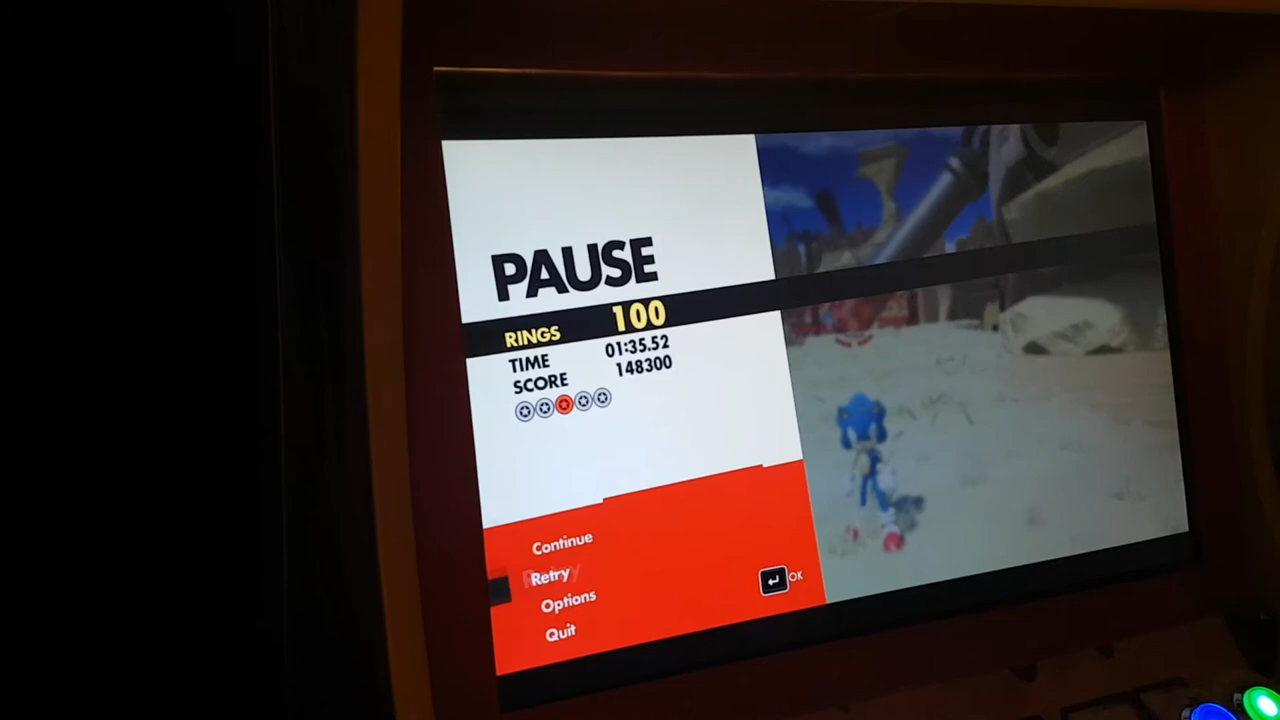 PAUSE
RINGS 100
TIME 01:35.52
SCORE 148300
Continue
Retry
Options
Quit
OK